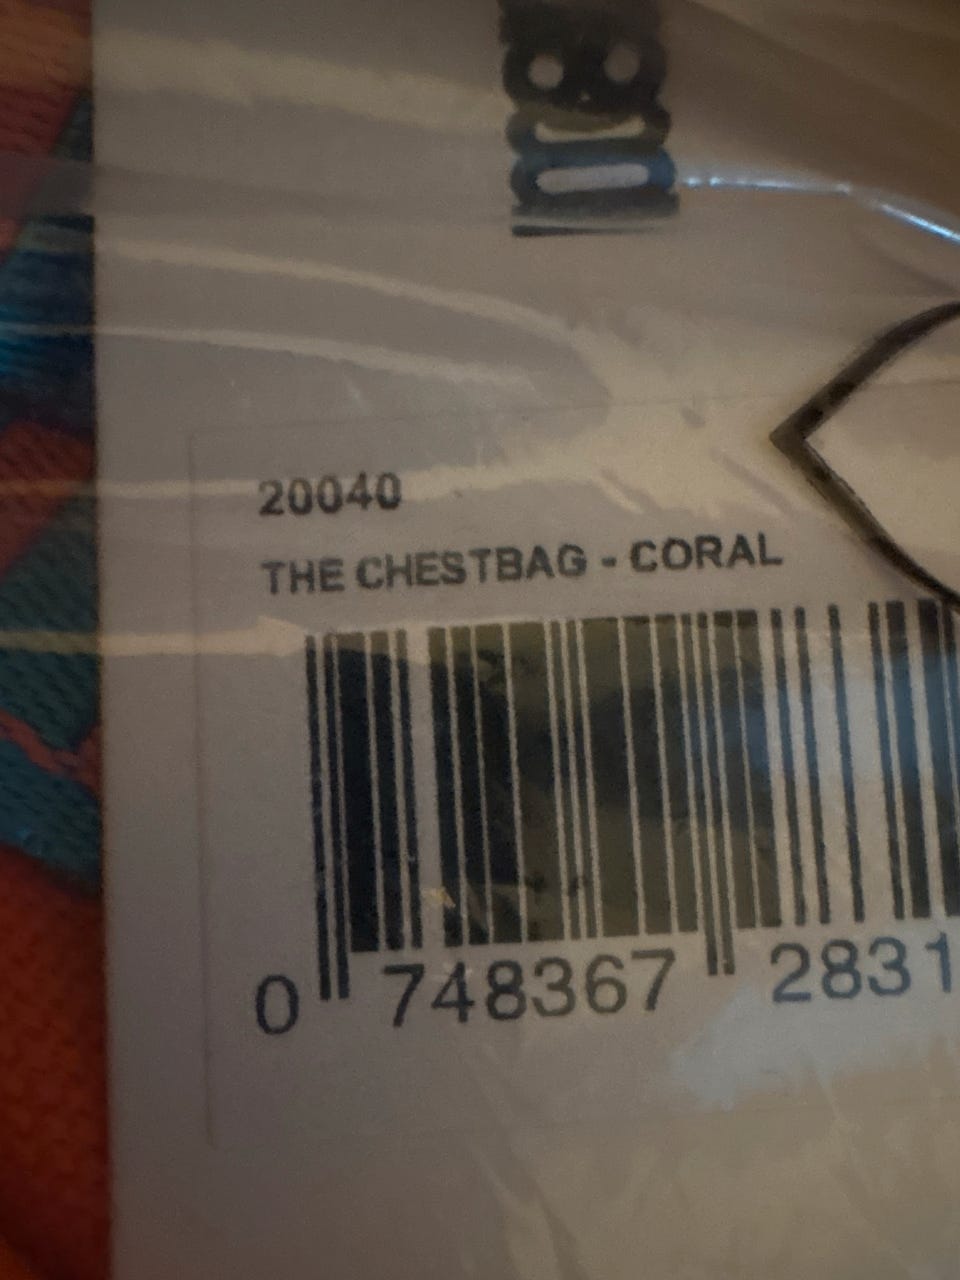 20040
THE CHESTBAG - CORAL
0 748367 2831